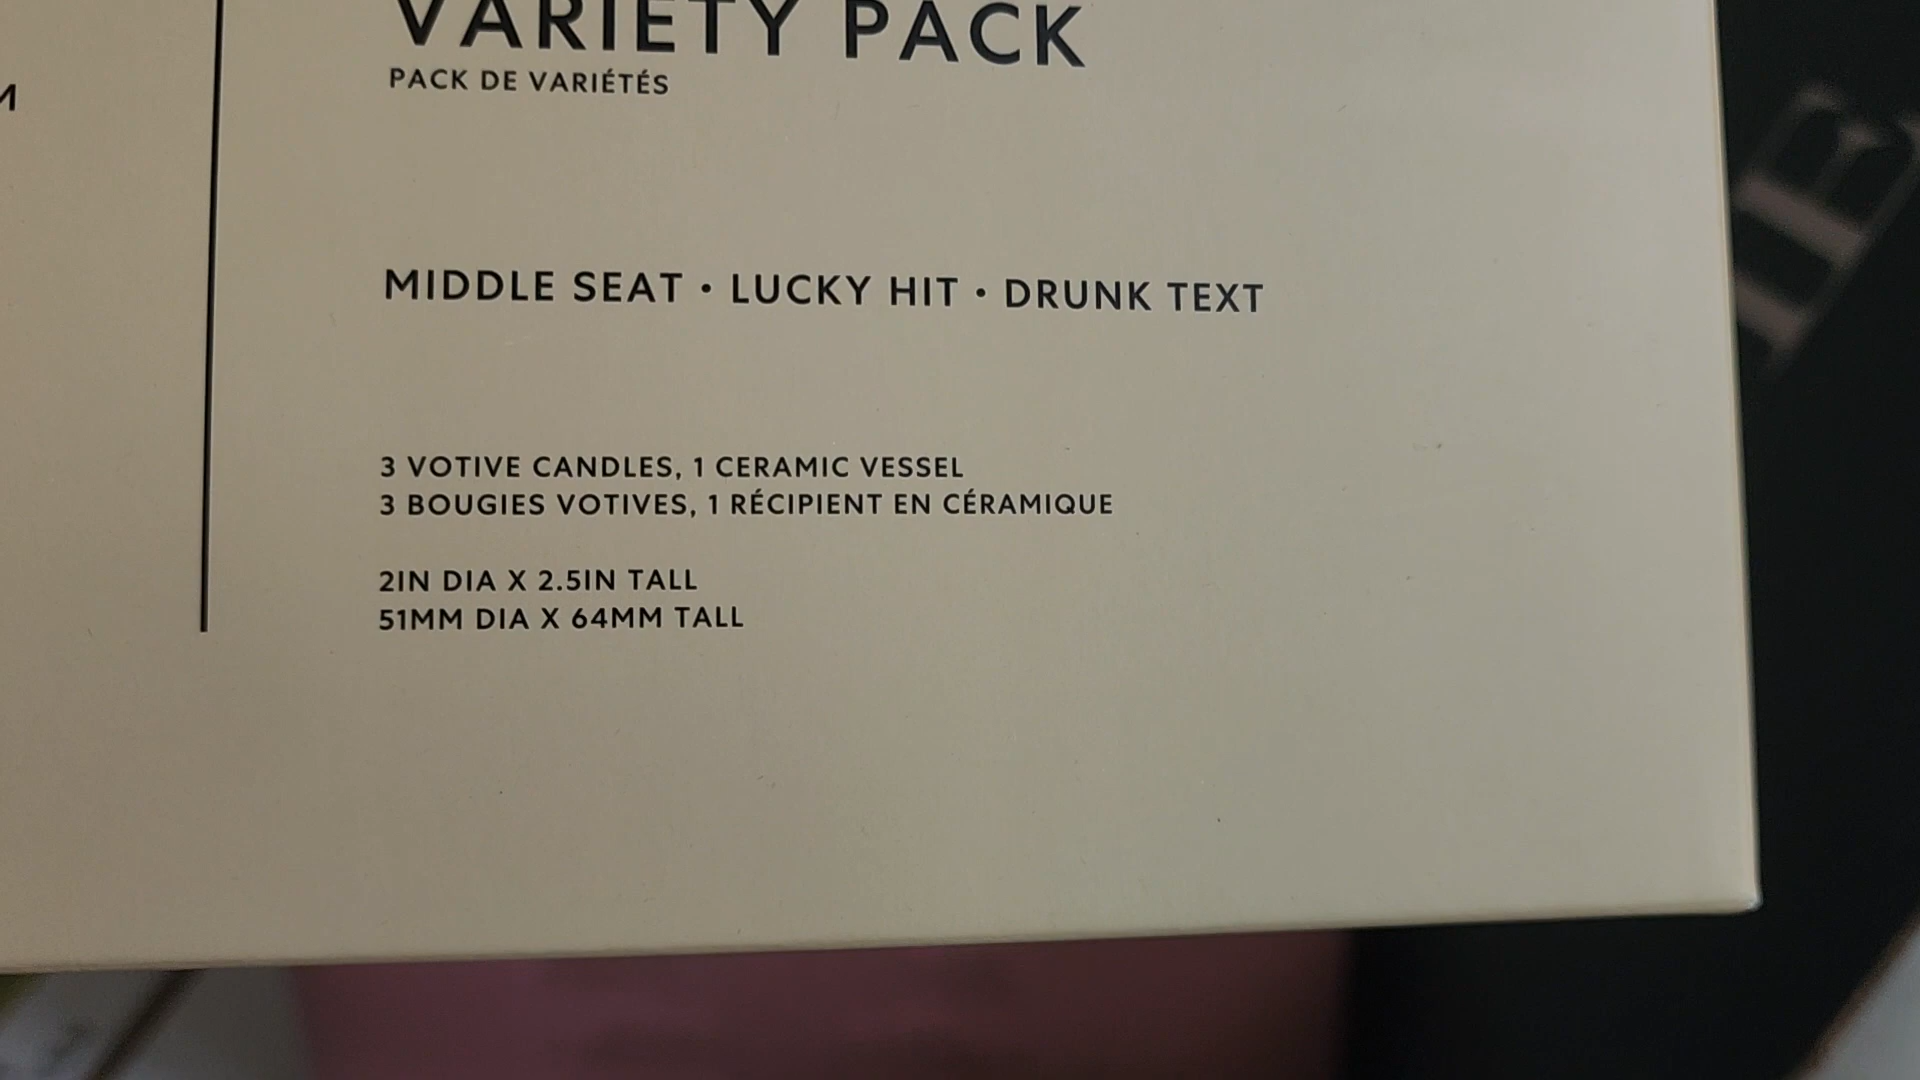 VARIETY PACK
PACK DE VARIÉTÉS
MIDDLE SEAT • LUCKY HIT • DRUNK TEXT
3 VOTIVE CANDLES, 1 CERAMIC VESSEL
3 BOUGIES VOTIVES, 1 RÉCIPIENT EN CÉRAMIQUE
2IN DIA X 2.5IN TALL
51MM DIA X 64MM TALL